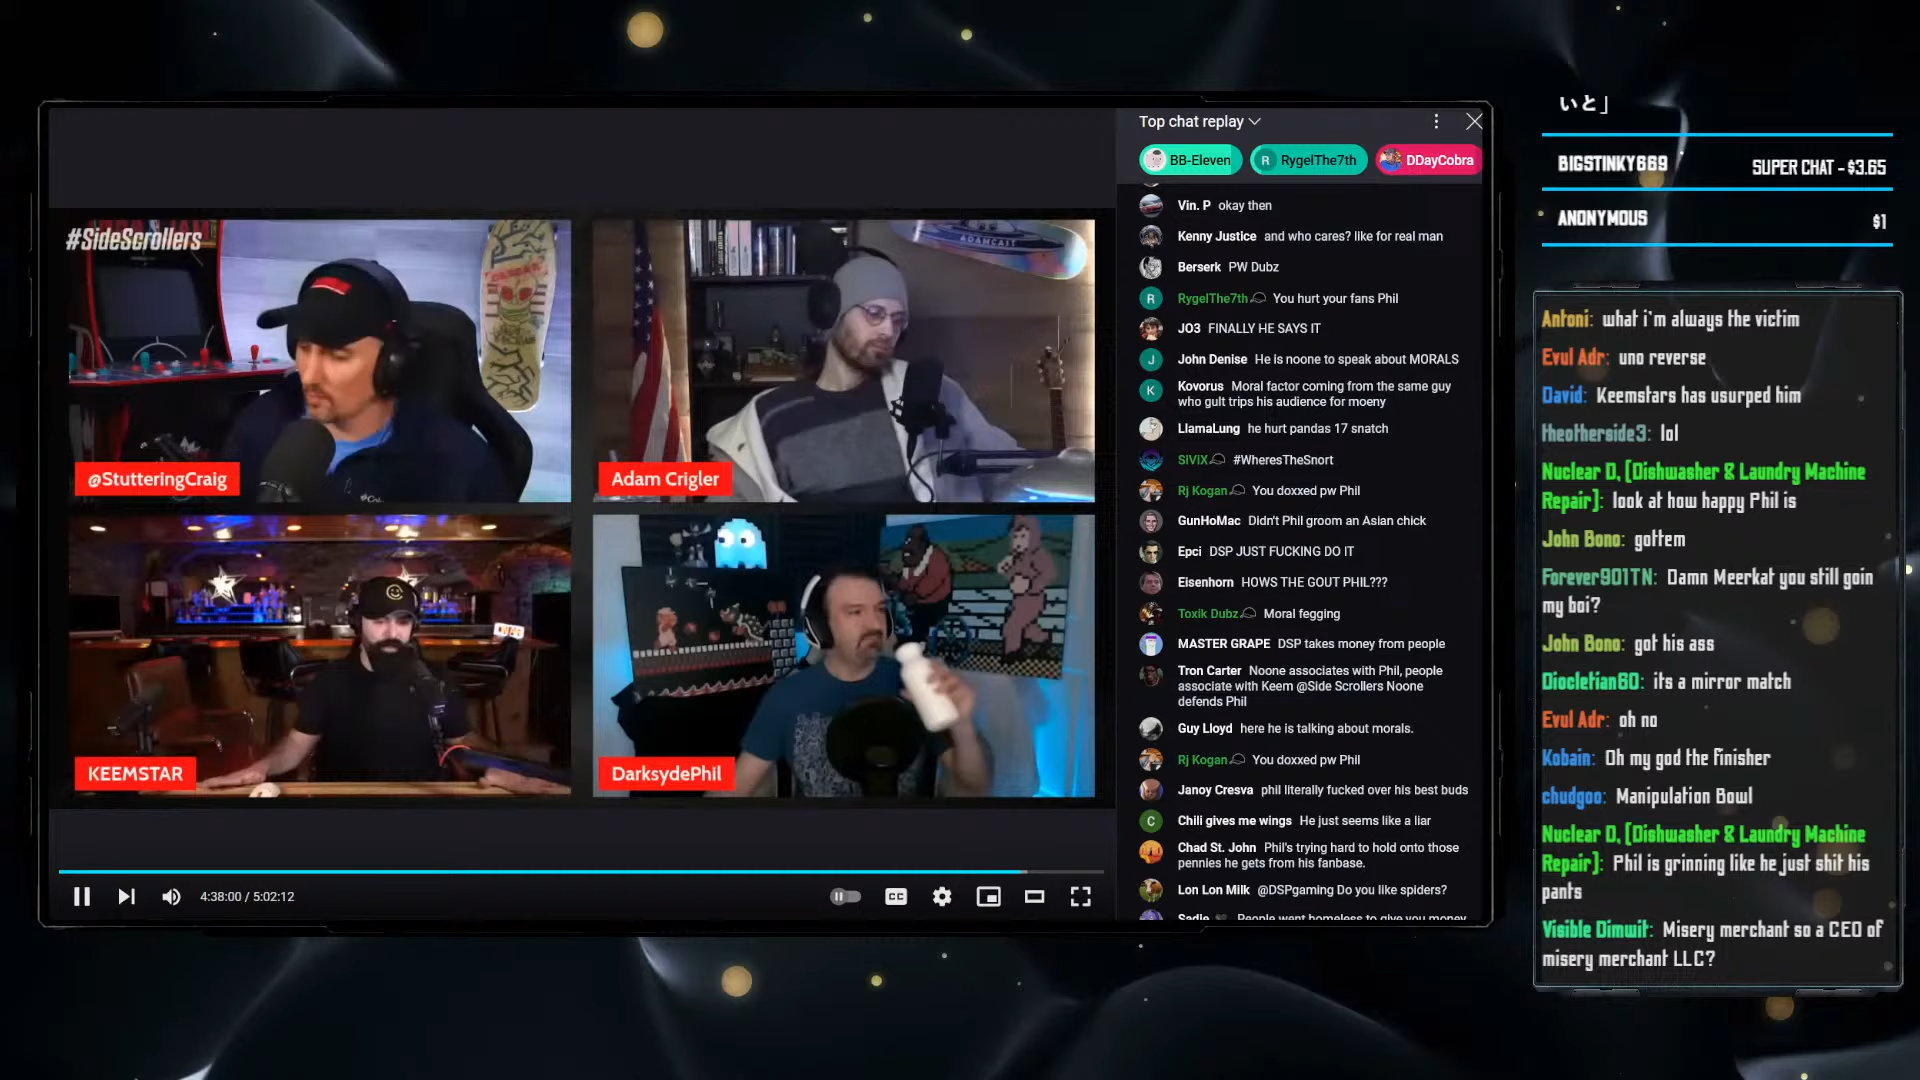 #SideScrollers
ADAMCAST
@StutteringCraig
Adam Crigler
ON AIR
KEEMSTAR
DarksydePhil
4:38:00 / 5:02:12
CC
Top chat replay
BB-Eleven
R RygelThe7th
DDayCobra
Vin. P okay then
Kenny Justice and who cares? like for real man
Berserk PW Dubz
R RygelThe7th You hurt your fans Phil
JO3 FINALLY HE SAYS IT
J John Denise He is noone to speak about MORALS
K Kovorus Moral factor coming from the same guy
who gult trips his audience for moeny
LlamaLung he hurt pandas 17 snatch
SIVIX #WheresTheSnort
Rj Kogan You doxxed pw Phil
GunHoMac Didn't Phil groom an Asian chick
Epci DSP JUST FUCKING DO IT
Eisenhorn HOWS THE GOUT PHIL???
Toxik Dubz Moral fegging
MASTER GRAPE DSP takes money from people
Tron Carter Noone associates with Phil, people
associate with Keem @Side Scrollers Noone
defends Phil
Guy Lloyd here he is talking about morals.
Rj Kogan You doxxed pw Phil
Janoy Cresva phil literally fucked over his best buds
C Chili gives me wings He just seems like a liar
Chad St. John Phil's trying hard to hold onto those
pennies he gets from his fanbase.
Lon Lon Milk @DSPgaming Do you like spiders?
Sadie People went homeless to give you money
いと」
BIGSTINKY669 SUPER CHAT - $3.65
ANONYMOUS $1
Antoni: what i'm always the victim
Evul Adr: uno reverse
David: Keemstars has usurped him
theotherside3: lol
Nuclear D. (Dishwasher & Laundry Machine
Repair): look at how happy Phil is
John Bono: gottem
Forever901TN: Damn Meerkat you still goin
my boi?
John Bono: got his ass
Diocletian60: its a mirror match
Evul Adr: oh no
Kobain: Oh my god the finisher
chudgoo: Manipulation Bowl
Nuclear D. (Dishwasher & Laundry Machine
Repair): Phil is grinning like he just shit his
pants
Visible Dimwit: Misery merchant so a CEO of
misery merchant LLC?